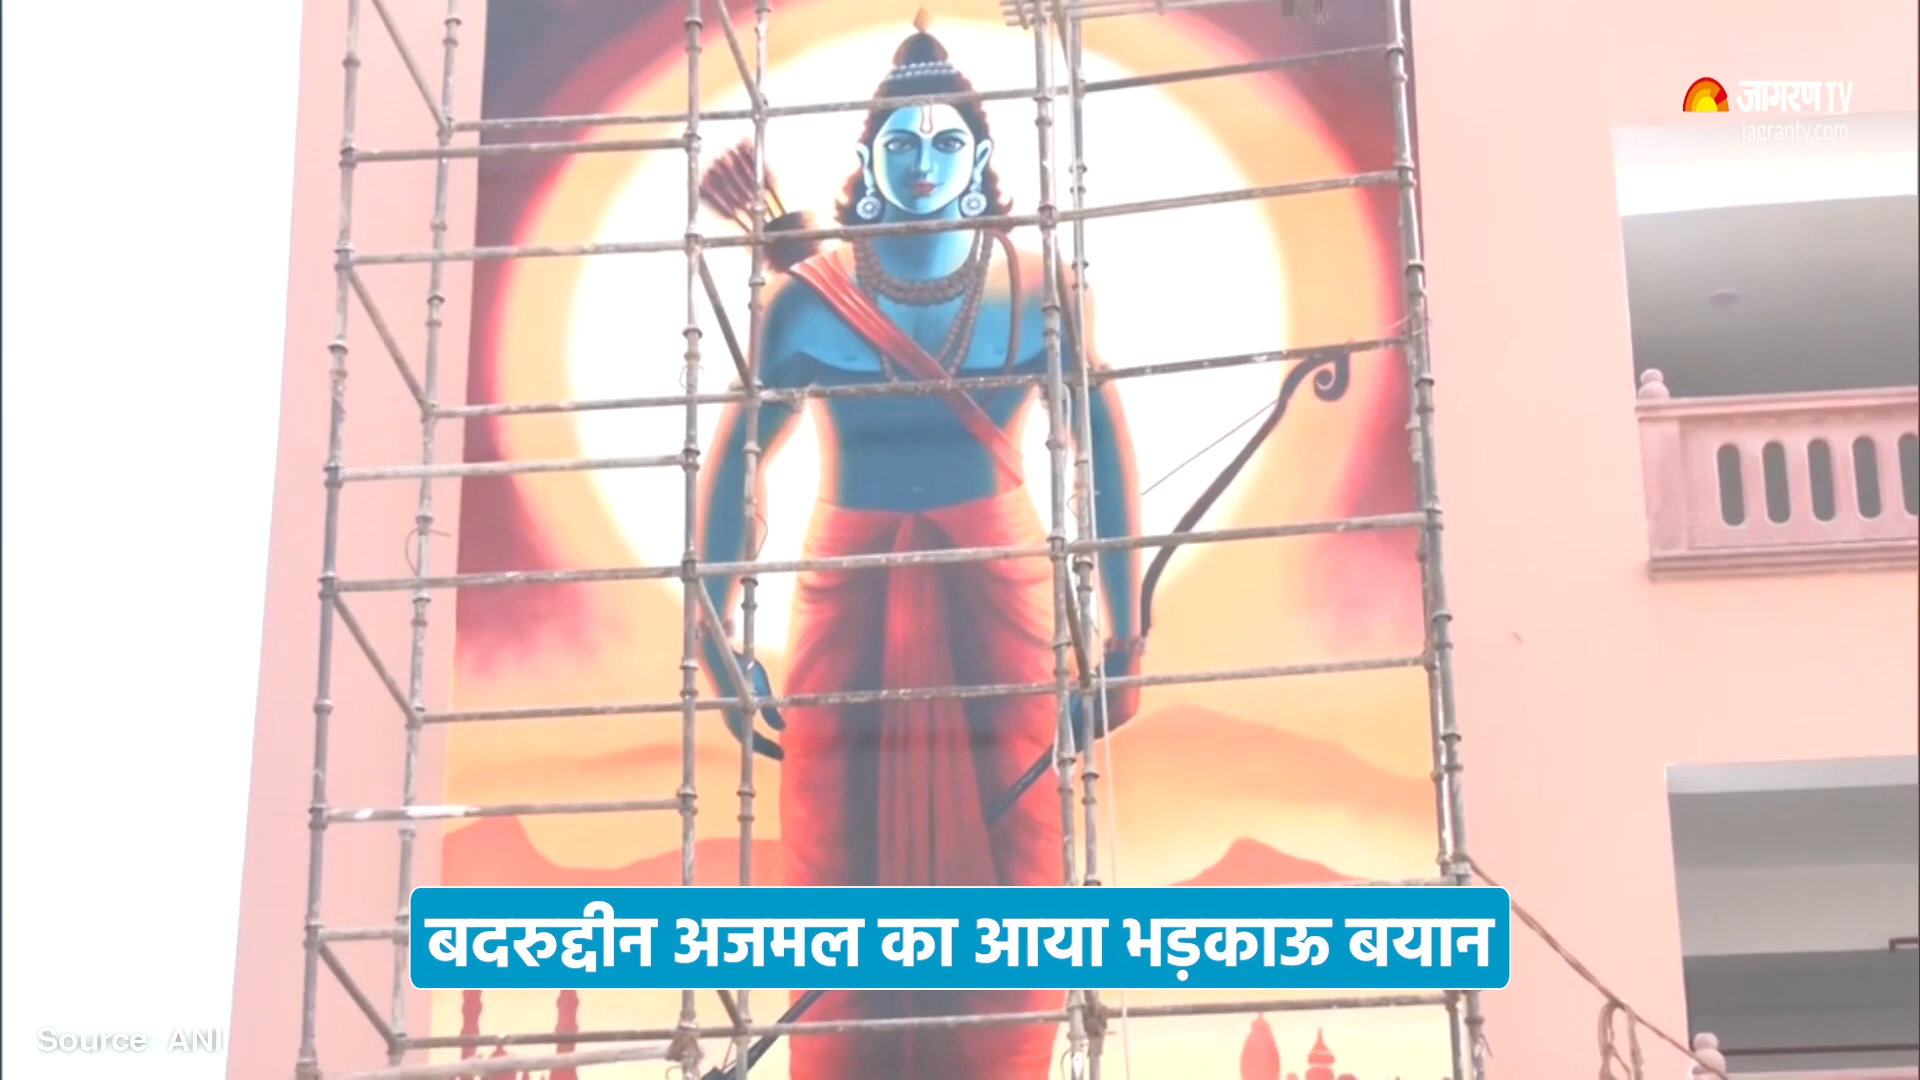 जागरण TV
jagrantv.com
बदरुद्दीन अजमल का आया भड़काऊ बयान
Source: ANI